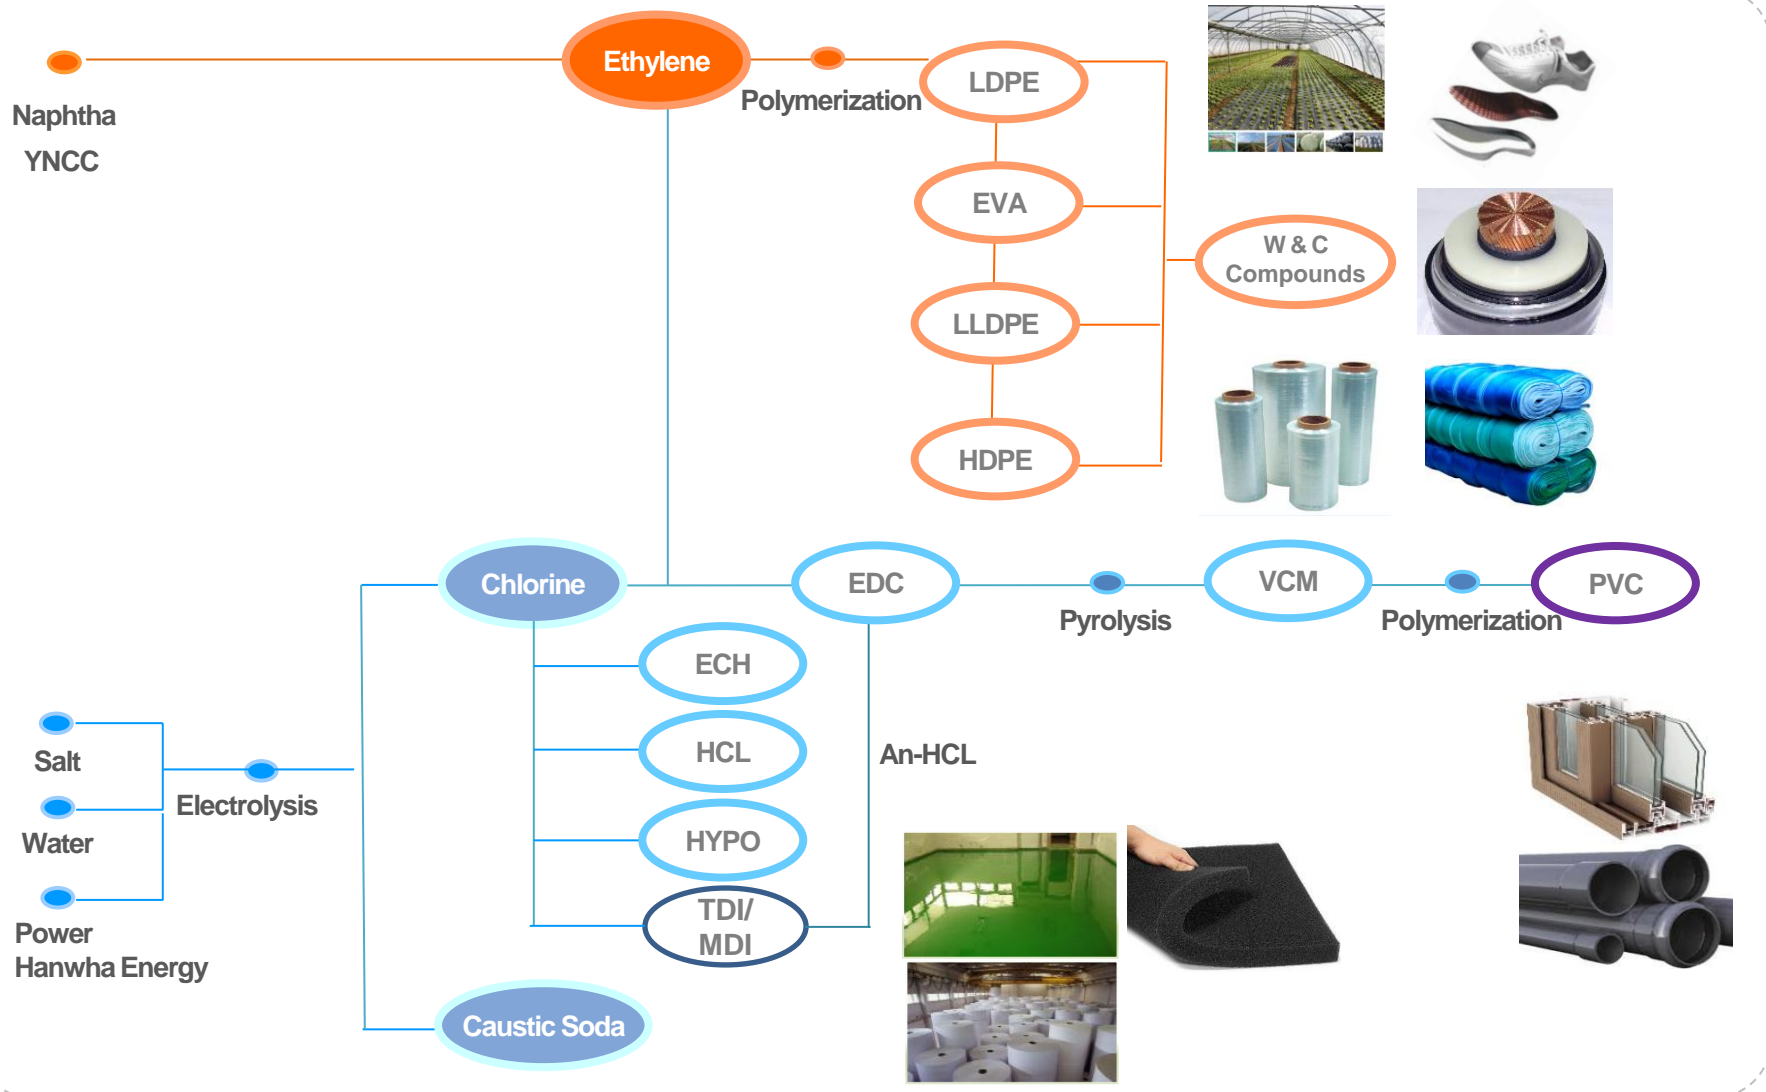 Ethylene
Naphtha
YNCC
Polymerization
LDPE
EVA
W & C
Compounds
LLDPE
HDPE
Chlorine
EDC
Pyrolysis
VCM
Polymerization
PVC
ECH
HCL
An-HCL
HYPO
TDI/
MDI
Salt
Electrolysis
Water
Power
Hanwha Energy
Caustic Soda